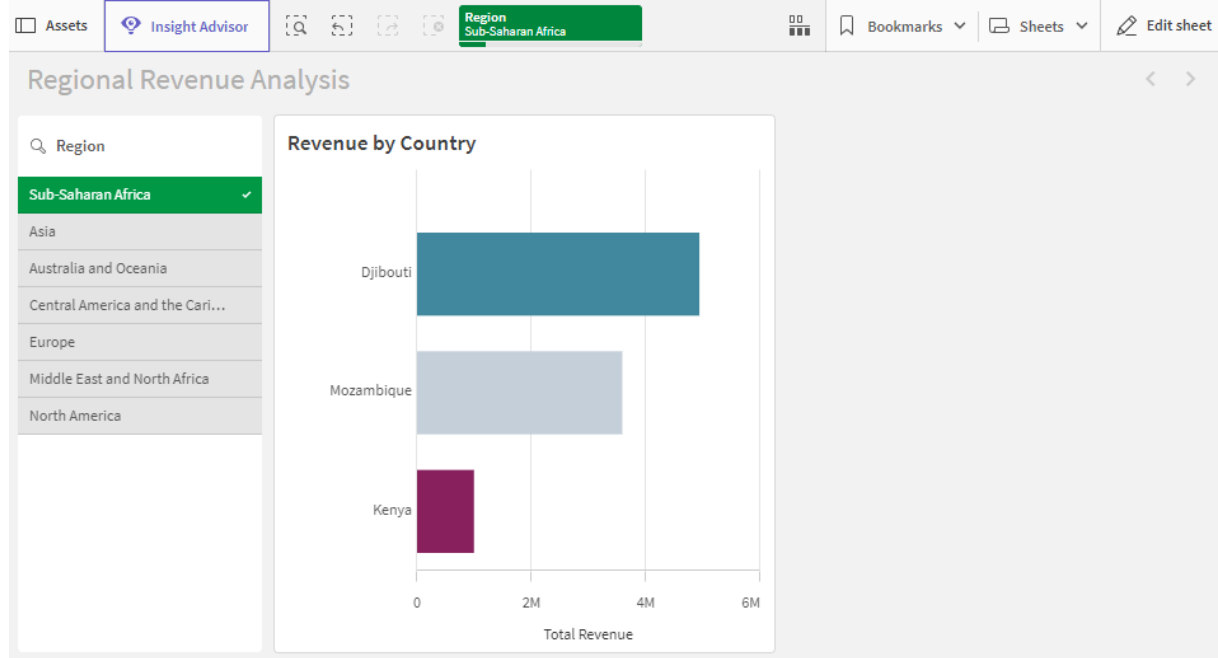 Assets
Insight Advisor
Region
Sub-Saharan Africa
Bookmarks
Sheets
Edit sheet
Regional Revenue Analysis
Region
Sub-Saharan Africa
Asia
Australia and Oceania
Central America and the Cari...
Europe
Middle East and North Africa
North America
Revenue by Country
Djibouti
Mozambique
Kenya
0 2M 4M 6M
Total Revenue